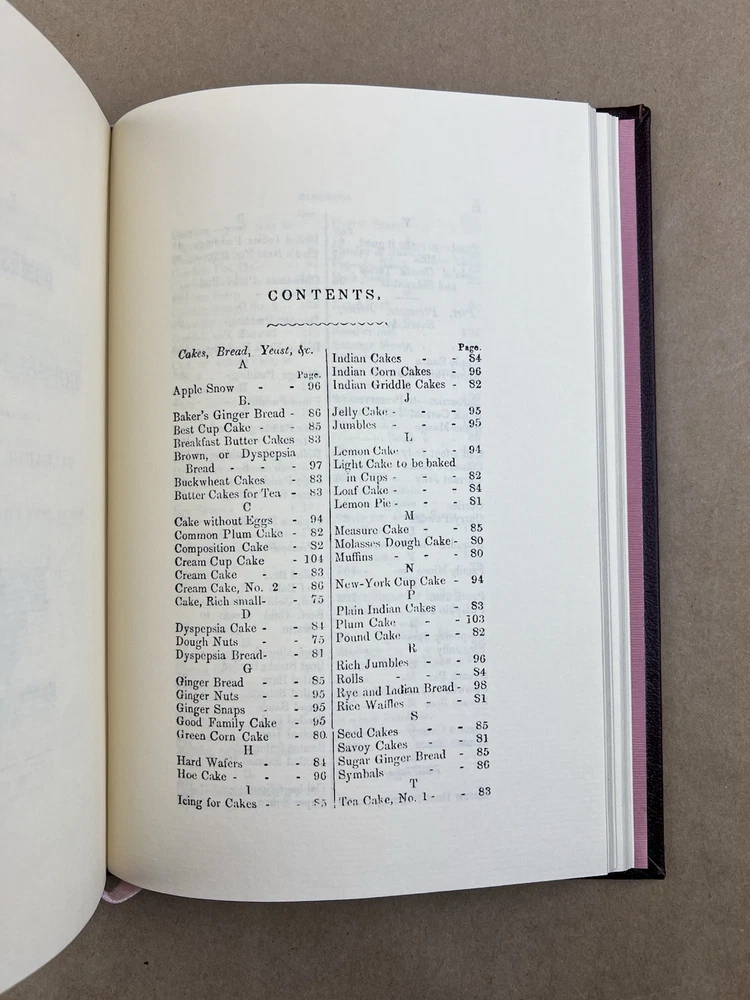 CONTENTS.
Cakes, Bread, Yeast, &c.
A
Page.
Apple Snow - - 96
B.
Baker's Ginger Bread - 86
Best Cup Cake - - 85
Breakfast Butter Cakes 83
Brown, or Dyspepsia
Bread - - - 97
Buckwheat Cakes - 83
Butter Cakes for Tea - 83
C
Cake without Eggs - 94
Common Plum Cake - 82
Composition Cake - 82
Cream Cup Cake - 104
Cream Cake - - 83
Cream Cake, No. 2 - 86
Cake, Rich small- - 75
D
Dyspepsia Cake - - 84
Dough Nuts - - 75
Dyspepsia Bread- - 81
G
Ginger Bread - - 85
Ginger Nuts - - 95
Ginger Snaps - - 95
Good Family Cake - 95
Green Corn Cake - 80
H
Hard Wafers - - 84
Hoe Cake - - - 96
I
Icing for Cakes - - 85
Page.
Indian Cakes - - 84
Indian Corn Cakes - 96
Indian Griddle Cakes - 82
J
Jelly Cake - - - 95
Jumbles - - - 95
L
Lemon Cake - - 94
Light Cake to be baked
in Cups - - - 82
Loaf Cake - - - 84
Lemon Pie - - - 81
M
Measure Cake - - 85
Molasses Dough Cake - 80
Muffins - - - 80
N
New-York Cup Cake - 94
P
Plain Indian Cakes - 83
Plum Cake - - 103
Pound Cake - - 82
R
Rich Jumbles - - 96
Rolls - - - 84
Rye and Indian Bread - 98
Rice Waffles - - 81
S
Seed Cakes - - 85
Savoy Cakes - - 81
Sugar Ginger Bread - 85
Symbals - - 86
T
Tea Cake, No. 1 - - 83